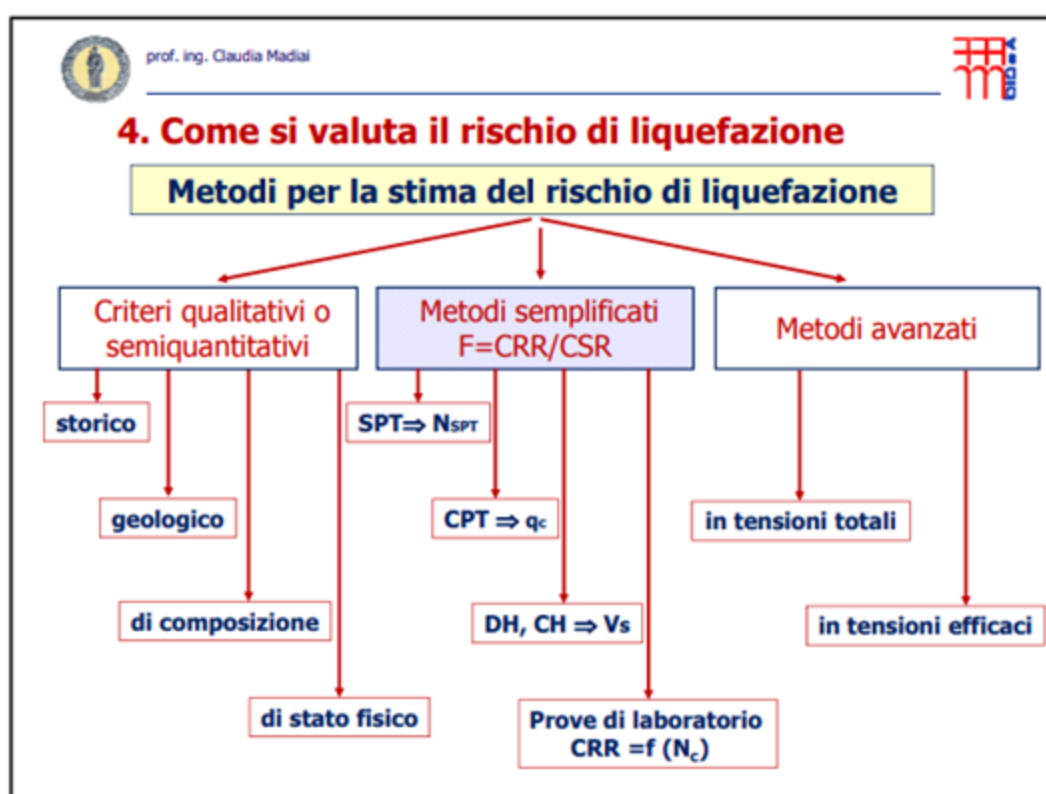 prof. ing. Claudia Madiai
4. Come si valuta il rischio di liquefazione
Metodi per la stima del rischio di liquefazione
Criteri qualitativi o
semiquantitativi
Metodi semplificati
F=CRR/CSR
Metodi avanzati
storico
SPT⇒ NSPT
geologico
CPT ⇒ qc
in tensioni totali
di composizione
DH, CH ⇒ Vs
in tensioni efficaci
di stato fisico
Prove di laboratorio
CRR =f (Nc)